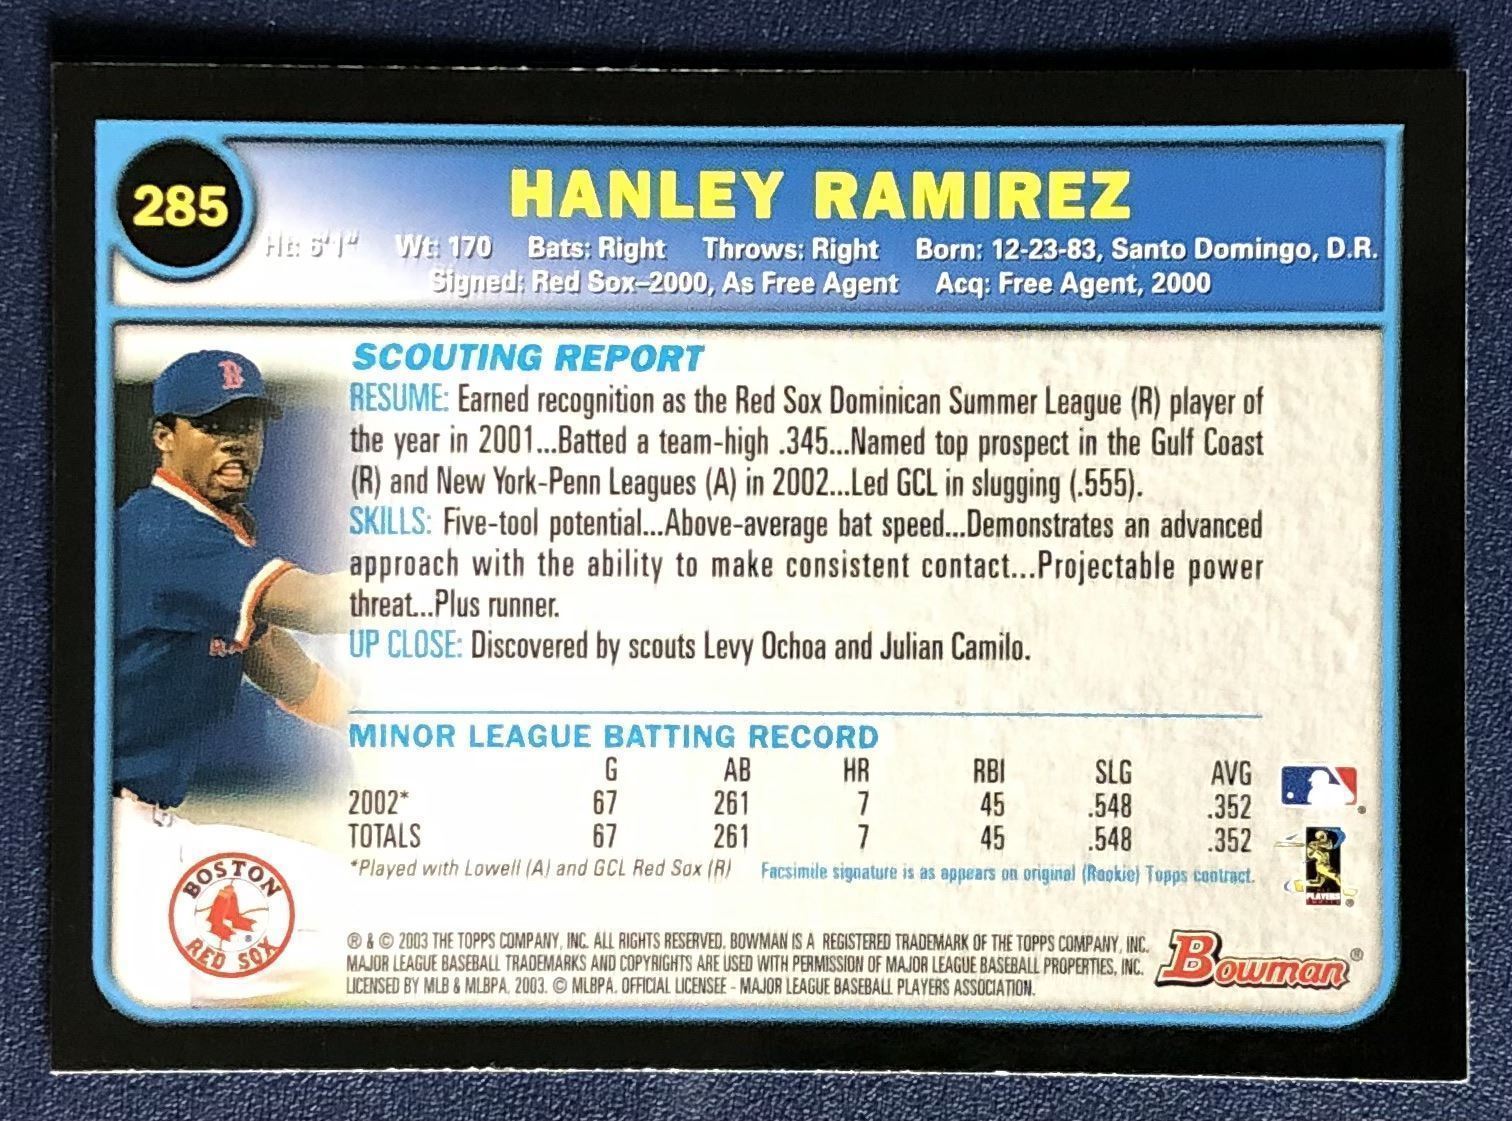 285
HANLEY RAMIREZ
Ht: 6'1" Wt: 170 Bats: Right Throws: Right Born: 12-23-83, Santo Domingo, D.R.
Signed: Red Sox–2000, As Free Agent Acq: Free Agent, 2000
B
SCOUTING REPORT
RESUME: Earned recognition as the Red Sox Dominican Summer League (R) player of
the year in 2001...Batted a team-high .345...Named top prospect in the Gulf Coast
(R) and New York-Penn Leagues (A) in 2002...Led GCL in slugging (.555).
SKILLS: Five-tool potential...Above-average bat speed...Demonstrates an advanced
approach with the ability to make consistent contact...Projectable power
threat...Plus runner.
UP CLOSE: Discovered by scouts Levy Ochoa and Julian Camilo.
MINOR LEAGUE BATTING RECORD
G AB HR RBI SLG AVG
2002* 67 261 7 45 .548 .352
TOTALS 67 261 7 45 .548 .352
*Played with Lowell (A) and GCL Red Sox (R) Facsimile signature is as appears on original (Rookie) Topps contract.
PLAYERS
BOSTON
RED SOX
® & © 2003 THE TOPPS COMPANY, INC. ALL RIGHTS RESERVED. BOWMAN IS A REGISTERED TRADEMARK OF THE TOPPS COMPANY, INC.
MAJOR LEAGUE BASEBALL TRADEMARKS AND COPYRIGHTS ARE USED WITH PERMISSION OF MAJOR LEAGUE BASEBALL PROPERTIES, INC.
LICENSED BY MLB & MLBPA, 2003. © MLBPA. OFFICIAL LICENSEE - MAJOR LEAGUE BASEBALL PLAYERS ASSOCIATION.
Bowman®